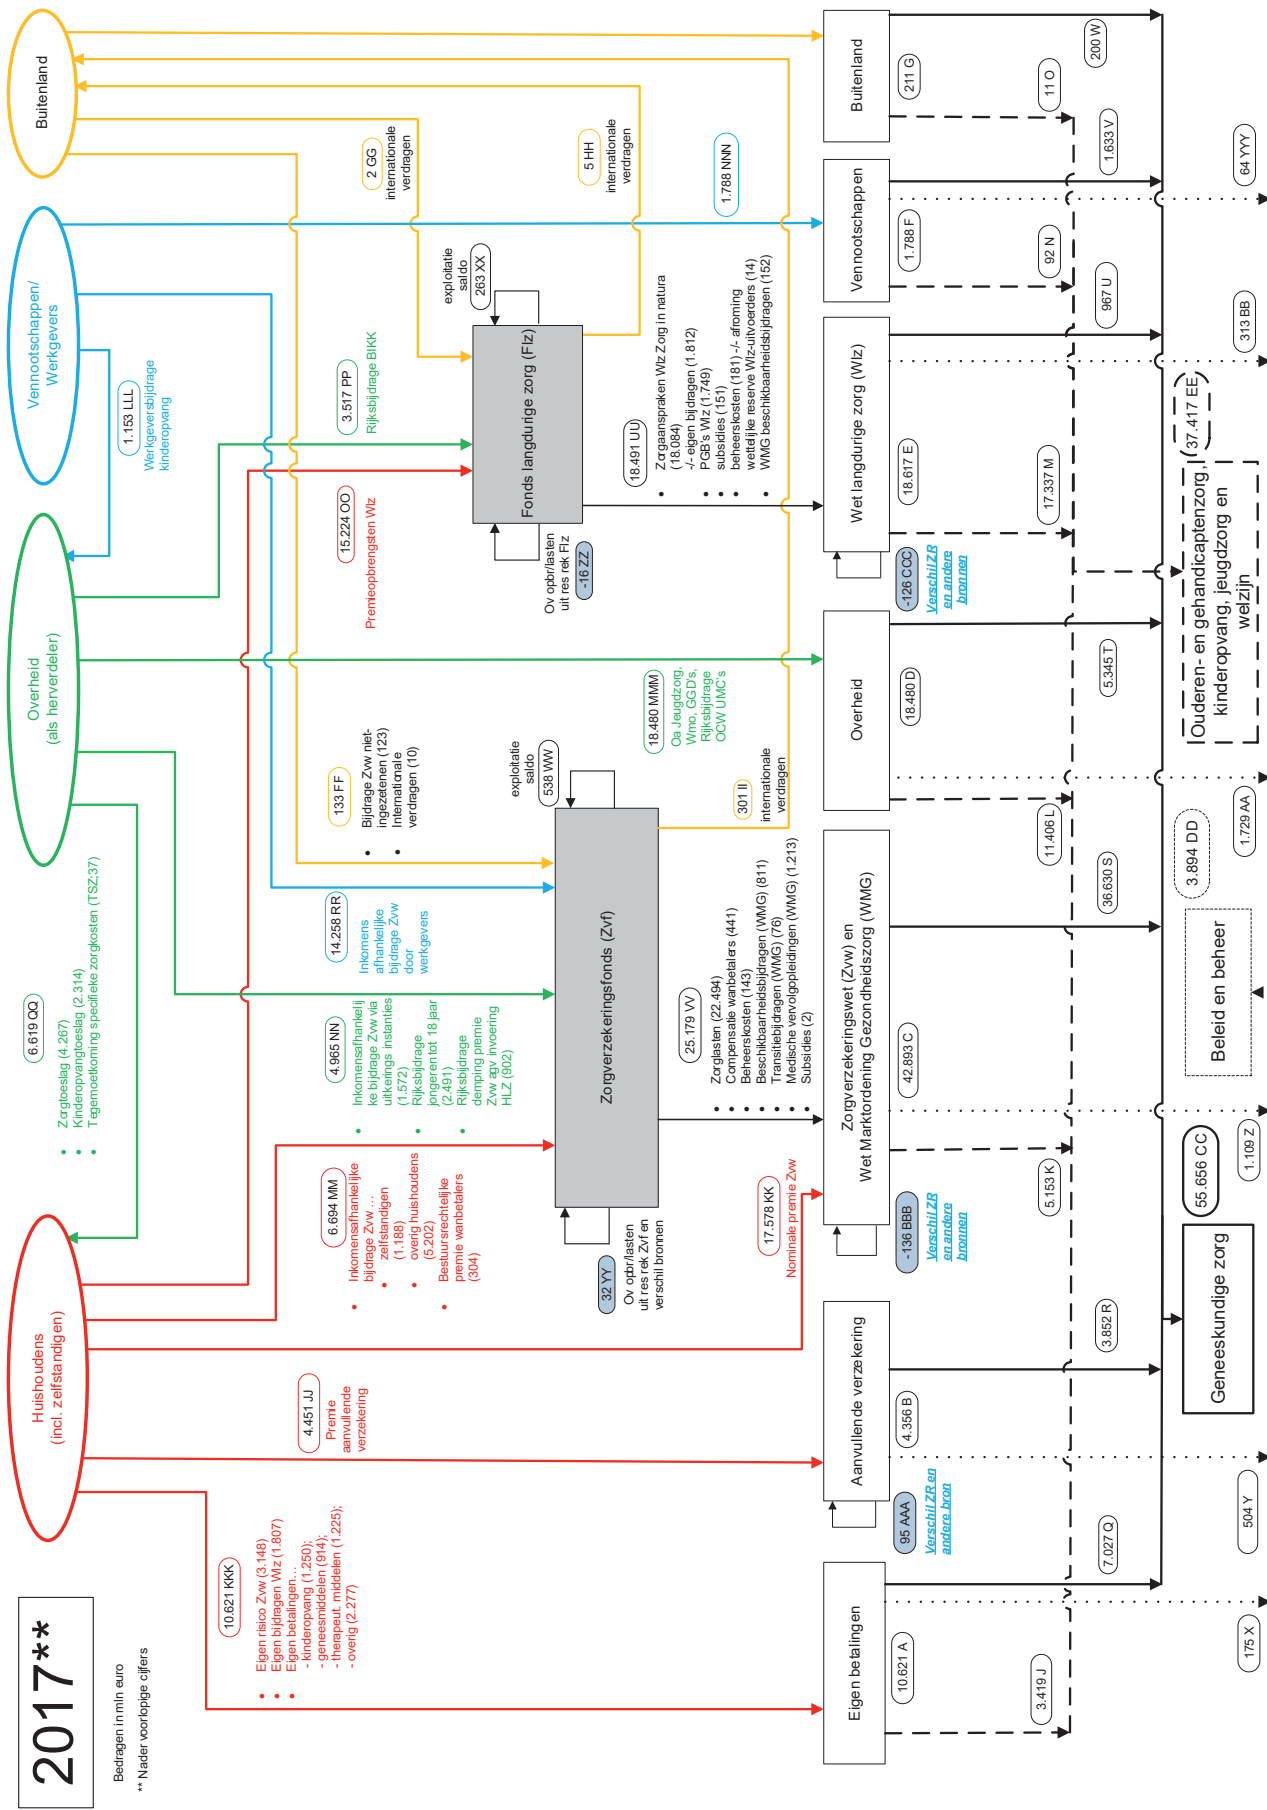 2017**
Bedragen in mln euro
** Nader voorlopige cijfers
Huishoudens
(incl. zelfstandigen)
Overheid
(als herverdeler)
Vennootschappen/
Werkgevers
Buitenland
6.619 QQ
Zorgtoeslag (4.267)
Kinderopvangtoeslag (2.314)
Tegemoetkoming specifieke zorgkosten (TSZ;37)
1.153 LLL
Werkgeversbijdrage
kinderopvang
10.621 KKK
Eigen risico Zvw (3.148)
Eigen bijdragen Wlz (1.807)
Eigen betalingen...
- kinderopvang (1.250);
- geneesmiddelen (914);
- therapeut. middelen (1.225);
- overig (2.277)
4.451 JJ
Premie
aanvullende
verzekering
6.694 MM
Inkomensafhankelijke
bijdrage Zvw ...
zelfstandigen
(1.188)
overig huishoudens
(5.202)
Bestuursrechtelijke
premie wanbetalers
(304)
4.965 NN
Inkomensafhankelij
ke bijdrage Zvw via
uitkerings instanties
(1.572)
Rijksbijdrage
jongeren tot 18 jaar
(2.491)
Rijksbijdrage
demping premie
Zvw agv invoering
HLZ (902)
14.258 RR
Inkomens
afhankelijke
bijdrage Zvw
door
werkgevers
133 FF
Bijdrage Zvw niet-
ingezetenen (123)
Internationale
verdragen (10)
15.224 OO
Premieopbrengsten Wlz
3.517 PP
Rijksbijdrage BIKK
2 GG
internationale
verdragen
exploitatie
saldo
263 XX
Fonds langdurige zorg (Flz)
Ov opbr/lasten
uit res rek Flz
-16 ZZ
5 HH
internationale
verdragen
1.788 NNN
18.491 UU
Zorgaanspraken Wlz Zorg in natura
(18.084)
-/- eigen bijdragen (1.812)
PGB's Wlz (1.749)
subsidies (151)
beheerskosten (181) -/- afroming
wettelijke reserve Wlz-uitvoerders (14)
WMG beschikbaarheidsbijdragen (152)
exploitatie
saldo
538 WW
Zorgverzekeringsfonds (Zvf)
32 YY
Ov opbr/lasten
uit res rek Zvf en
verschil bronnen
18.480 MMM
Oa Jeugdzorg,
Wmo, GGD's,
Rijksbijdrage
OCW UMC's
301 II
internationale
verdragen
17.578 KK
Nominale premie Zvw
25.179 VV
Zorglasten (22.494)
Compensatie wanbetalers (441)
Beheerskosten (143)
Beschikbaarheidsbijdragen (WMG) (811)
Transitiebijdragen (WMG) (76)
Medische vervolgopleidingen (WMG) (1.213)
Subsidies (2)
Eigen betalingen
Aanvullende verzekering
Zorgverzekeringswet (Zvw) en
Wet Marktordening Gezondheidszorg (WMG)
Overheid
Wet langdurige zorg (Wlz)
Vennootschappen
Buitenland
10.621 A
95 AAA
Verschil ZR en
andere bron
4.356 B
-136 BBB
Verschil ZR
en andere
bronnen
42.893 C
18.480 D
-126 CCC
Verschil ZR
en andere
bronnen
18.617 E
1.788 F
211 G
3.419 J
5.153 K
11.406 L
17.337 M
92 N
11 O
7.027 Q
3.852 R
36.630 S
5.345 T
967 U
1.633 V
200 W
Geneeskundige zorg
55.656 CC
Beleid en beheer
3.894 DD
Ouderen- en gehandicaptenzorg,
kinderopvang, jeugdzorg en
welzijn
37.417 EE
175 X
504 Y
1.109 Z
1.729 AA
313 BB
64 YYY